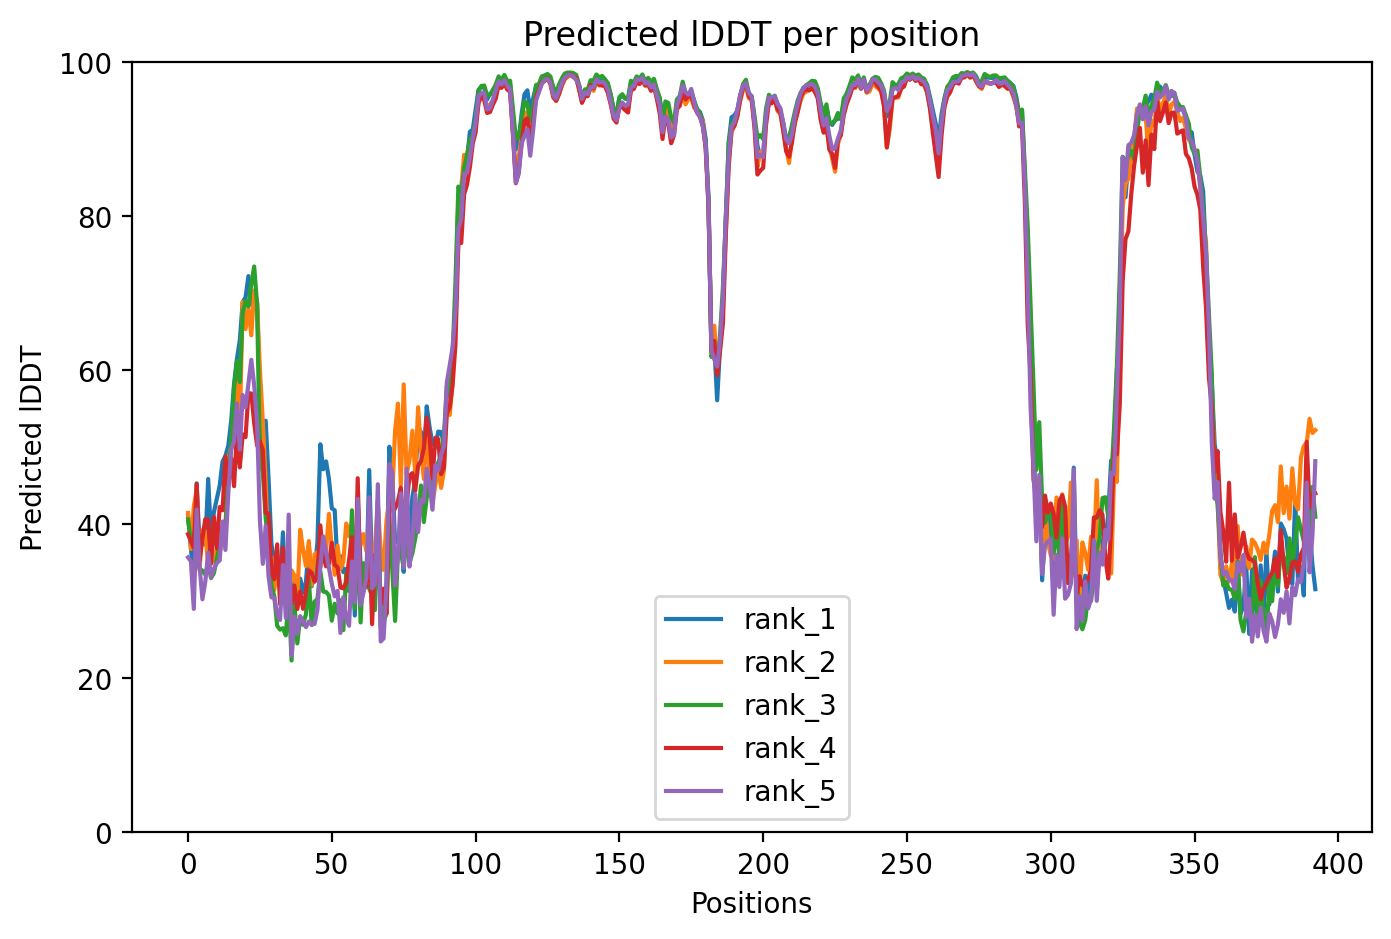 Predicted lDDT per position
Predicted lDDT
100
80
60
40
20
0
rank_1
rank_2
rank_3
rank_4
rank_5
0 50 100 150 200 250 300 350 400
Positions